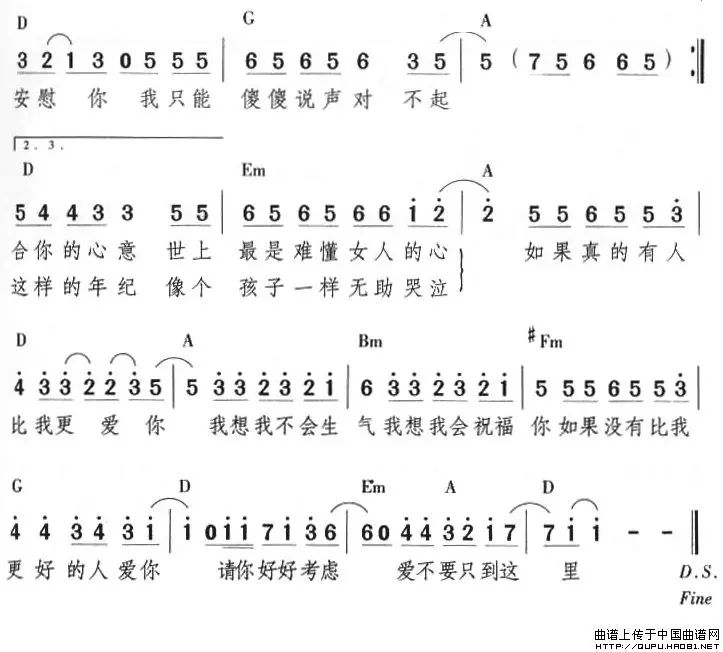 D G A
3 2 1 3 0 5 5 5 | 6 5 6 5 6 3 5 | 5 ( 7 5 6 6 5 ) :|
安慰 你 我只能 傻傻说声对 不起
2. 3.
D Em A
5 4 4 3 3 5 5 | 6 5 6 5 6 6 1 2 | 2 5 5 6 5 5 3
合你的心意 世上 最是难懂女人的心 如果真的有人
这样的年纪 像个 孩子一样无助哭泣
D A Bm #Fm
4 3 3 2 2 3 5 | 5 3 3 2 3 2 1 | 6 3 3 2 3 2 1 | 5 5 5 6 5 5 3
比我更 爱 你 我想我不会生 气我想我会祝福 你如果没有比我
G D Em A D
4 4 3 4 3 1 | 1 0 1 1 7 1 3 6 | 6 0 4 4 3 2 1 7 | 7 1 1 - -
更好的人爱你 请你好好考虑 爱不要只到这 里 D.S.
Fine
曲谱上传于中国曲谱网
HTTP://QUPU.HAO81.NET